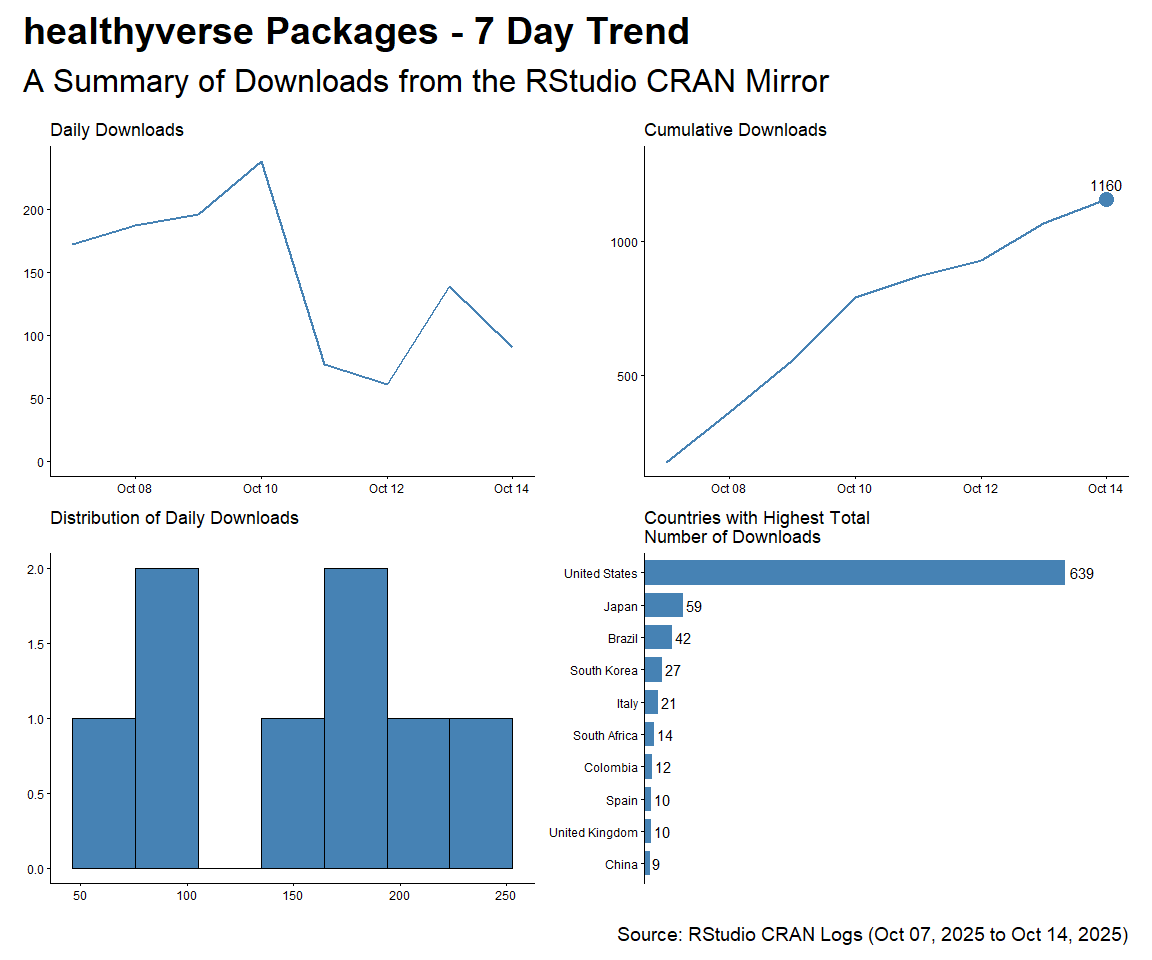 healthyverse Packages - 7 Day Trend
A Summary of Downloads from the RStudio CRAN Mirror
Daily Downloads
200
150
100
50
0
Oct 08
Oct 10
Oct 12
Oct 14
Cumulative Downloads
1160
1000
500
Oct 08
Oct 10
Oct 12
Oct 14
Distribution of Daily Downloads
2.0
1.5
1.0
0.5
0.0
50
100
150
200
250
Countries with Highest Total
Number of Downloads
United States 639
Japan 59
Brazil 42
South Korea 27
Italy 21
South Africa 14
Colombia 12
Spain 10
United Kingdom 10
China 9
Source: RStudio CRAN Logs (Oct 07, 2025 to Oct 14, 2025)